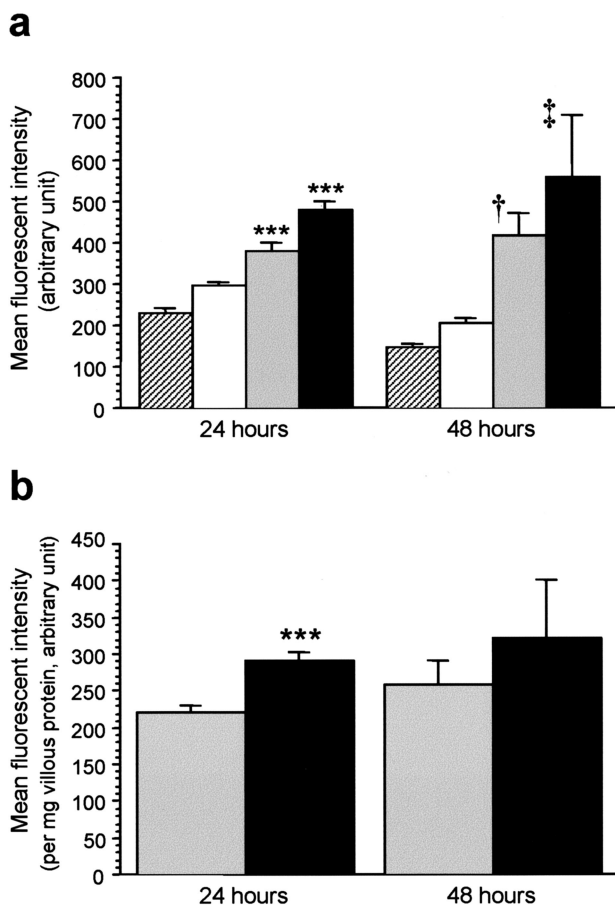 a
Mean fluorescent intensity
(arbitrary unit)
800
700
600
500
400
300
200
100
0
***
***
†
‡
24 hours
48 hours
b
Mean fluorescent intensity
(per mg villous protein, arbitrary unit)
450
400
350
300
250
200
150
100
50
0
***
24 hours
48 hours